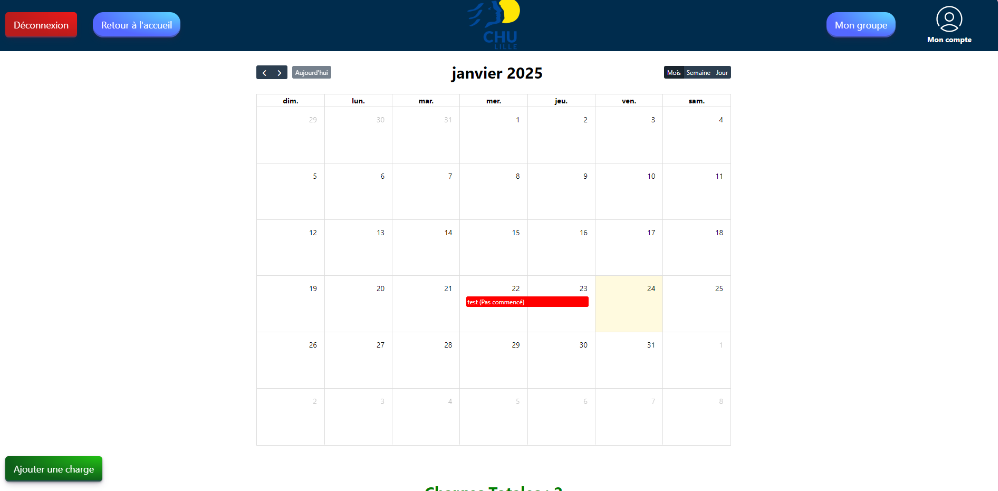 Déconnexion
Retour à l'accueil
CHU
LILLE
Mon groupe
Mon compte
Aujourd'hui
janvier 2025
Mois Semaine Jour
dim. lun. mar. mer. jeu. ven. sam.
29 30 31 1 2 3 4
5 6 7 8 9 10 11
12 13 14 15 16 17 18
19 20 21 22 23 24 25
test (Pas commencé)
26 27 28 29 30 31 1
2 3 4 5 6 7 8
Ajouter une charge
Charges Totales :